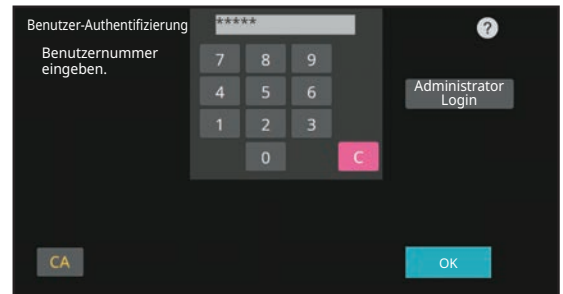 Benutzer-Authentifizierung
*****
?
Benutzernummer
eingeben.
7 8 9
4 5 6
Administrator
Login
1 2 3
0 C
CA
OK